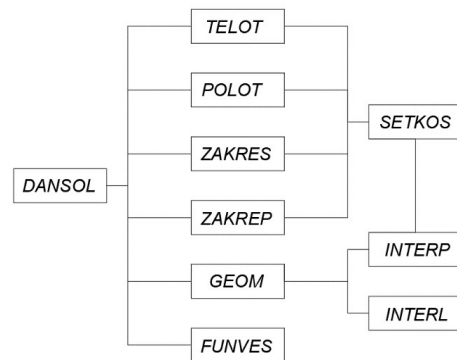 TELOT
POLOT
SETKOS
ZAKRES
DANSOL
ZAKREP
INTERP
GEOM
INTERL
FUNVES